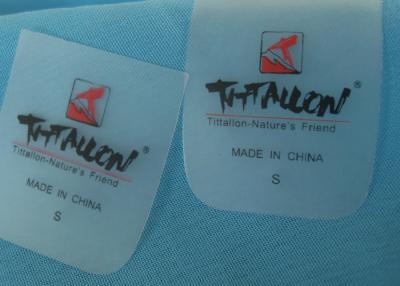 TITTALLON®
Tittallon-Nature's Friend
MADE IN CHINA
S
TITTALLON®
Tittallon-Nature's Friend
MADE IN CHINA
S